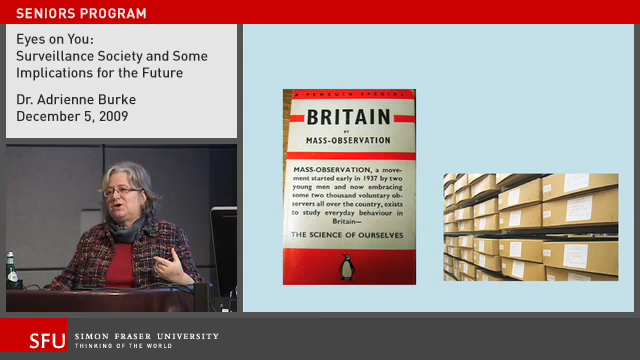 SENIORS PROGRAM
Eyes on You:
Surveillance Society and Some
Implications for the Future
Dr. Adrienne Burke
December 5, 2009
A PENGUIN SPECIAL
BRITAIN
BY
MASS-OBSERVATION
MASS-OBSERVATION, a move-
ment started early in 1937 by two
young men and now embracing
some two thousand voluntary ob-
servers all over the country, exists
to study everyday behaviour in
Britain—
THE SCIENCE OF OURSELVES
SFU
SIMON FRASER UNIVERSITY
THINKING OF THE WORLD